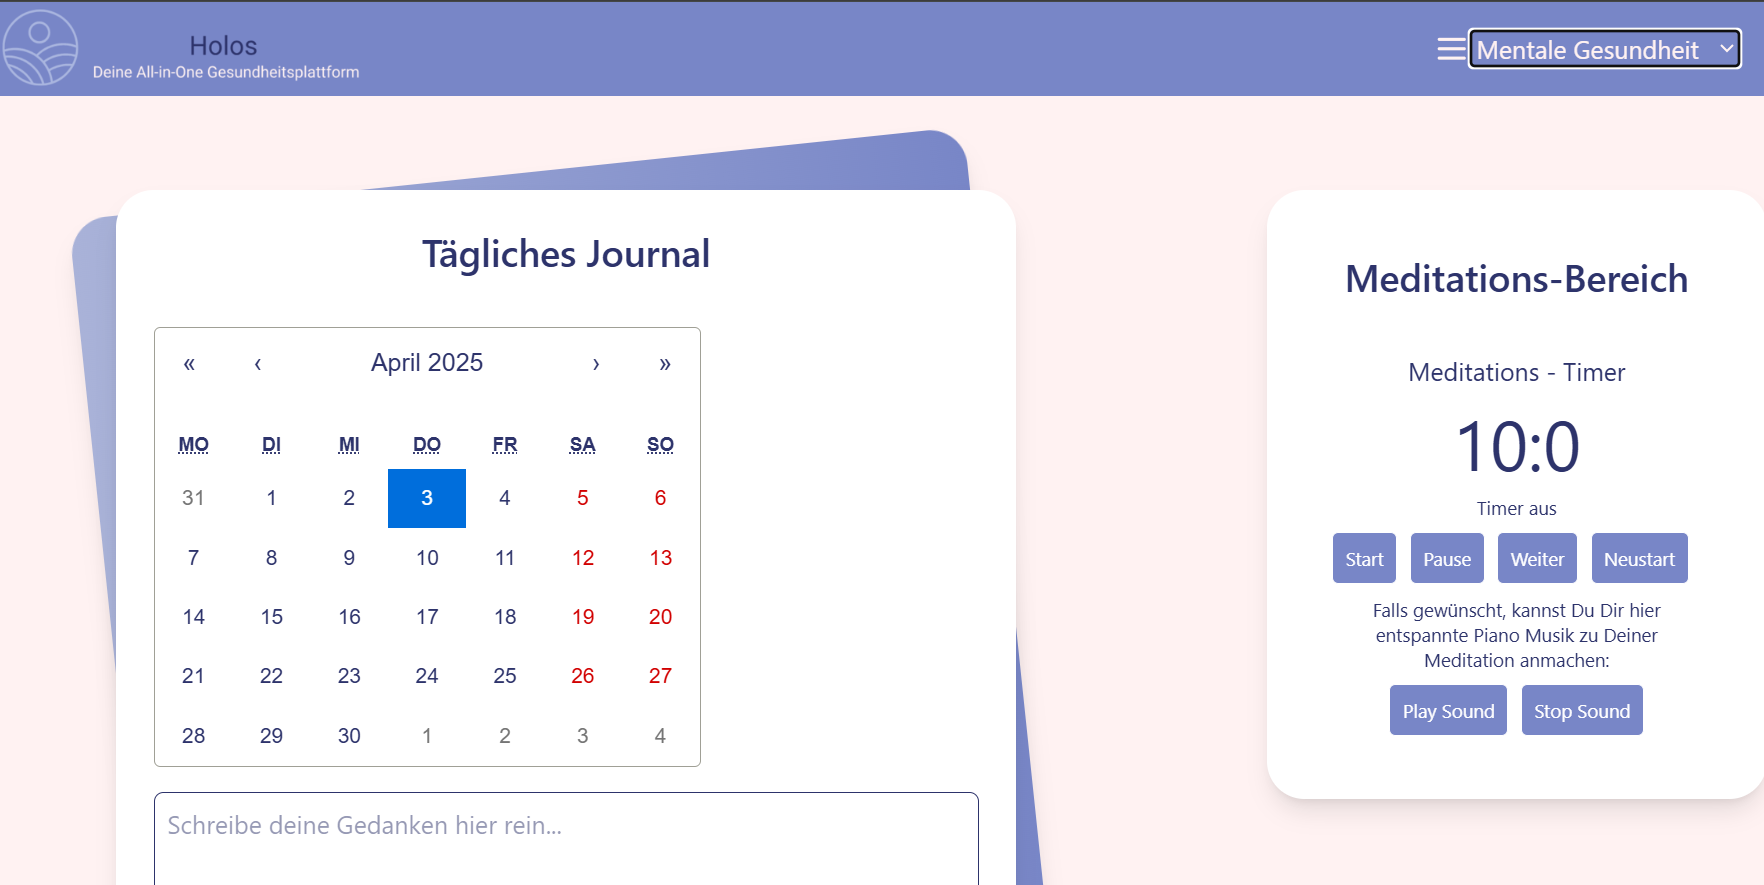 Holos
Deine All-in-One Gesundheitsplattform
Mentale Gesundheit
Tägliches Journal
« ‹ April 2025 › »
MO DI MI DO FR SA SO
31 1 2 3 4 5 6
7 8 9 10 11 12 13
14 15 16 17 18 19 20
21 22 23 24 25 26 27
28 29 30 1 2 3 4
Schreibe deine Gedanken hier rein...
Meditations-Bereich
Meditations - Timer
10:0
Timer aus
Start Pause Weiter Neustart
Falls gewünscht, kannst Du Dir hier
entspannte Piano Musik zu Deiner
Meditation anmachen:
Play Sound Stop Sound